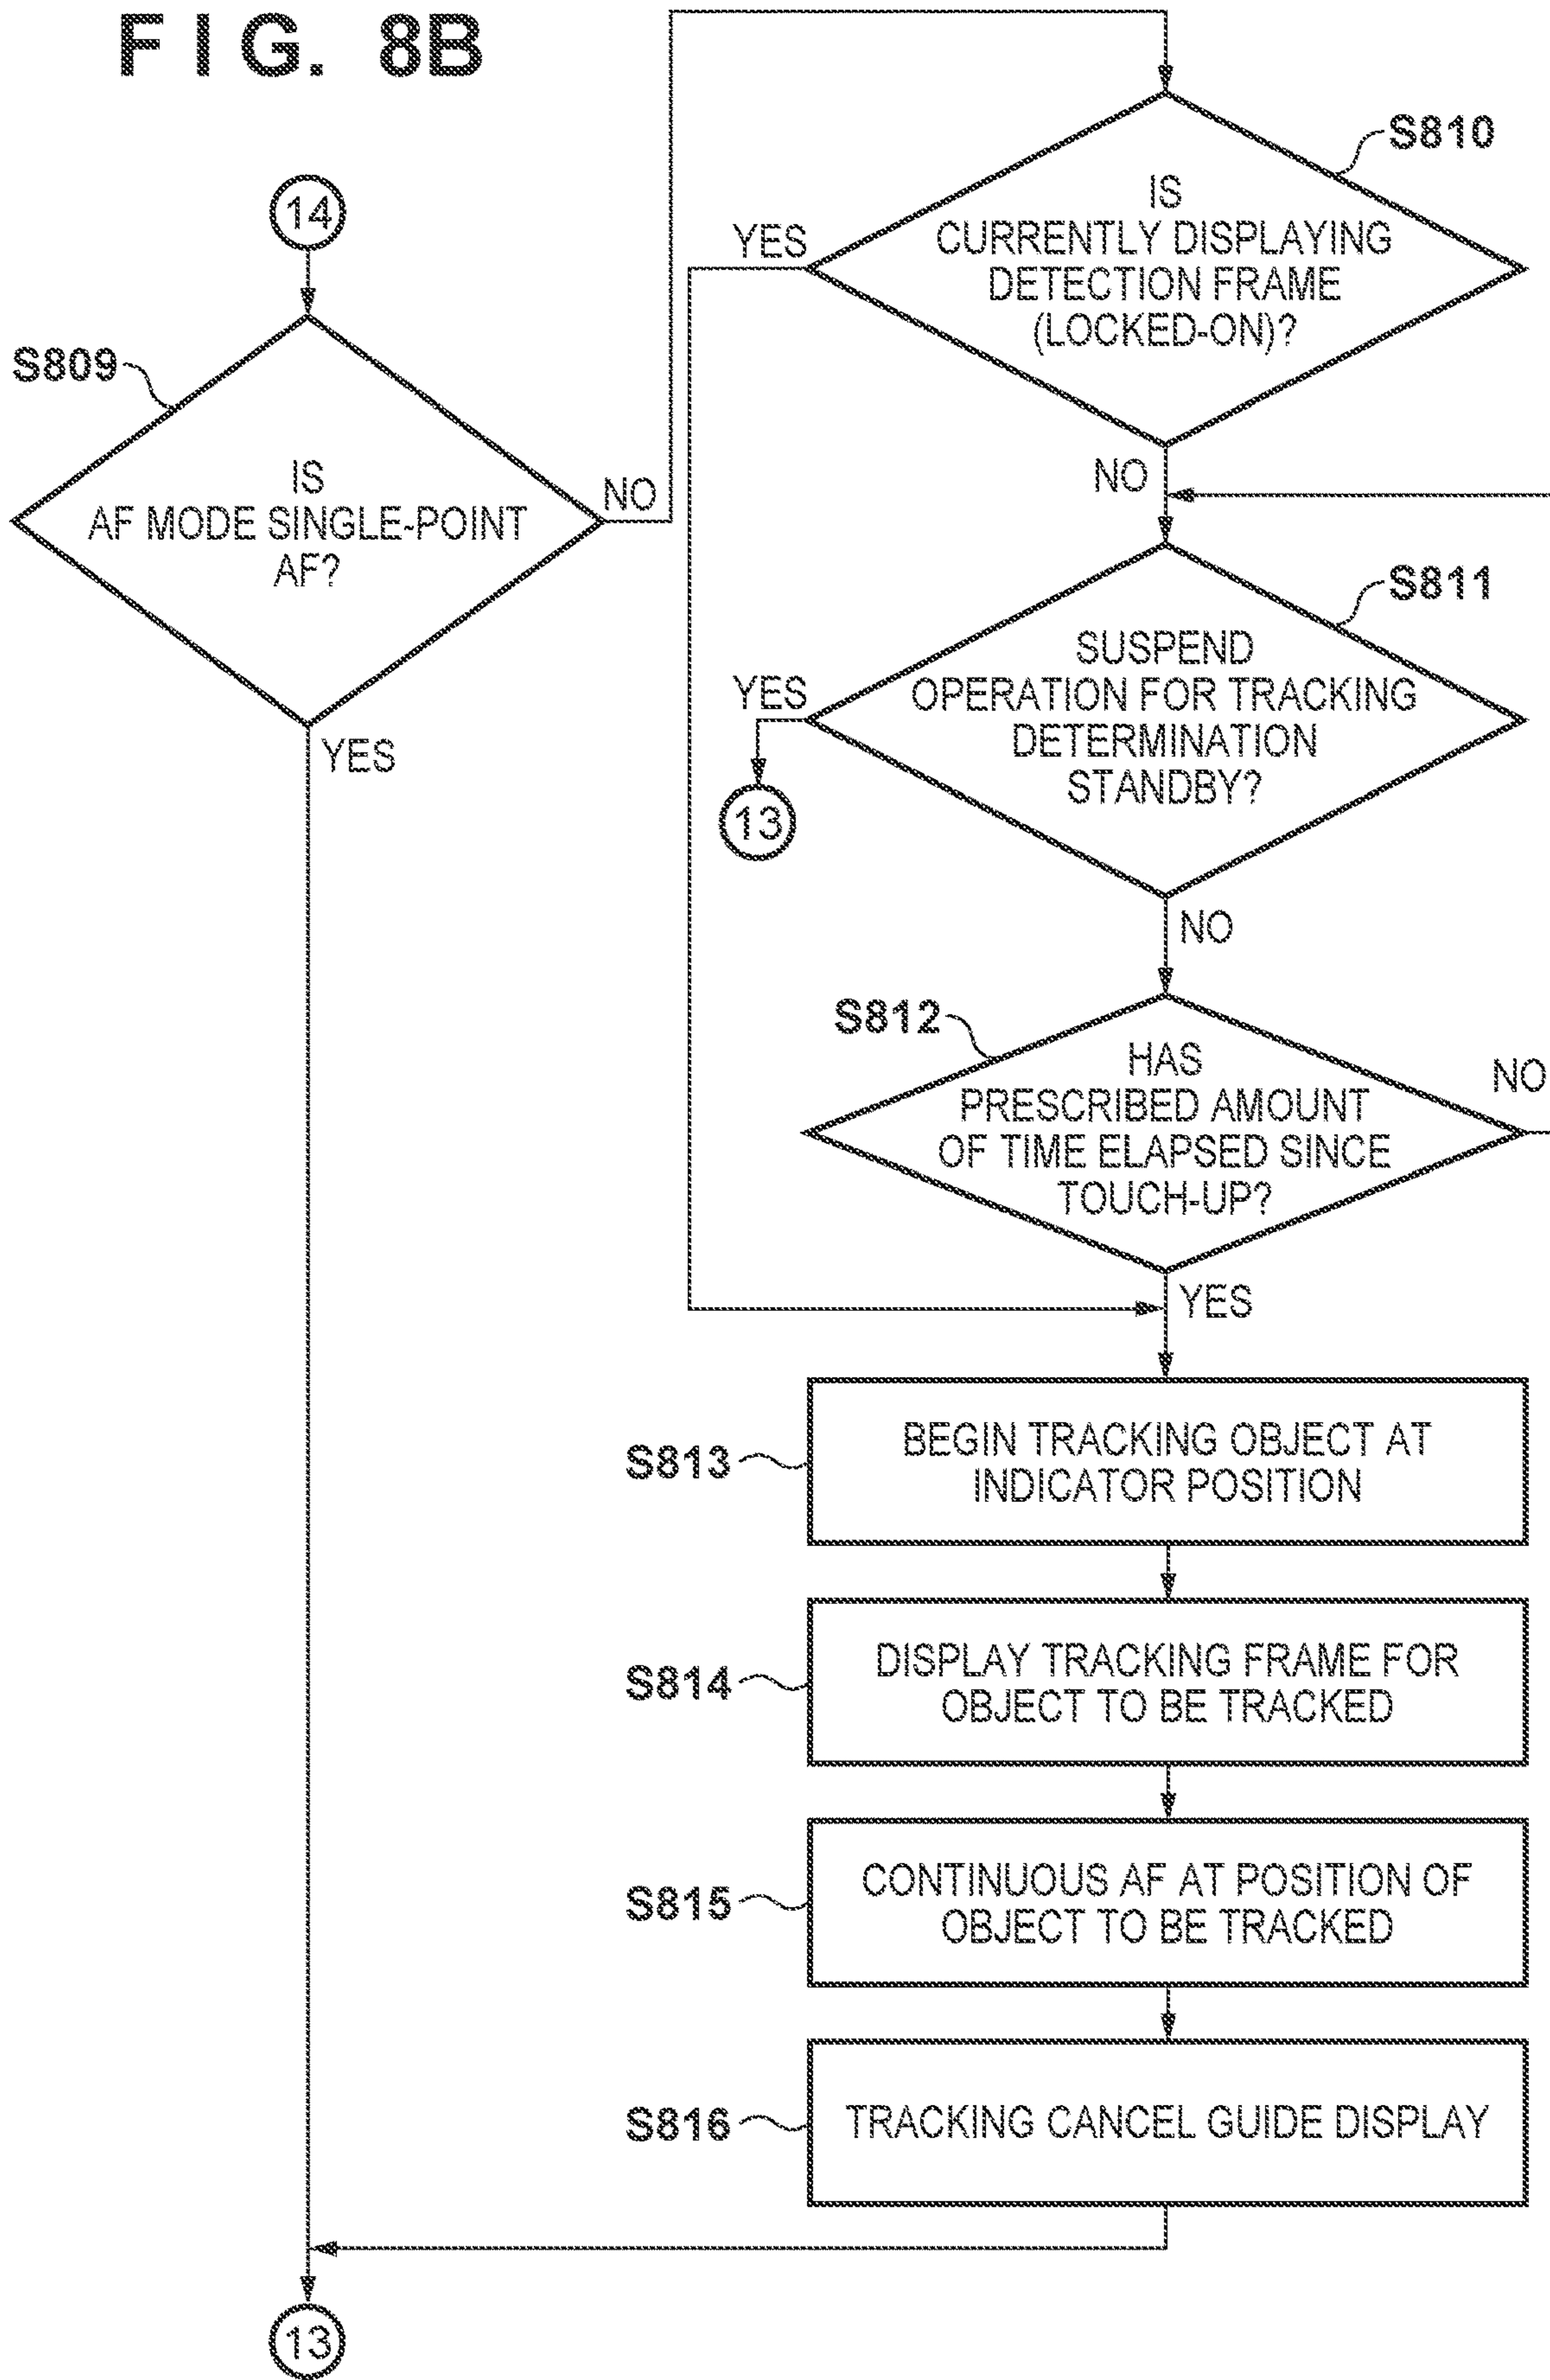 FIG. 8B
14
S809
IS
AF MODE SINGLE-POINT
AF?
NO
YES
S810
IS
CURRENTLY DISPLAYING
DETECTION FRAME
(LOCKED-ON)?
YES
NO
S811
SUSPEND
OPERATION FOR TRACKING
DETERMINATION
STANDBY?
YES
13
NO
S812
HAS
PRESCRIBED AMOUNT
OF TIME ELAPSED SINCE
TOUCH-UP?
NO
YES
S813
BEGIN TRACKING OBJECT AT
INDICATOR POSITION
S814
DISPLAY TRACKING FRAME FOR
OBJECT TO BE TRACKED
S815
CONTINUOUS AF AT POSITION OF
OBJECT TO BE TRACKED
S816
TRACKING CANCEL GUIDE DISPLAY
13